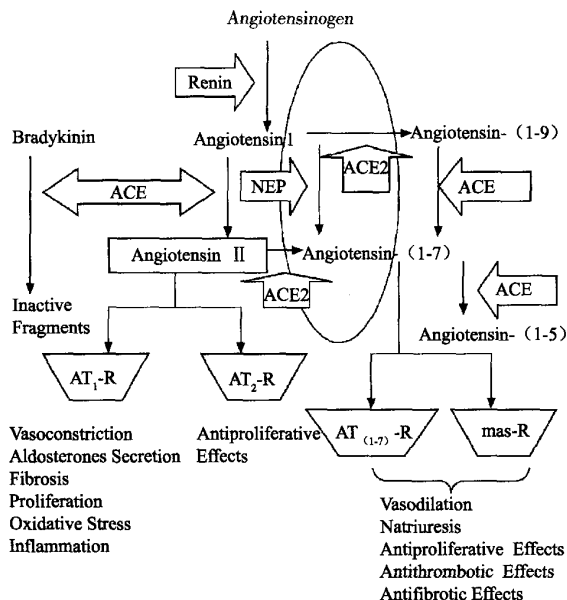 Angiotensinogen
Renin
Bradykinin
Angiotensin I
Angiotensin-（1-9）
ACE
NEP
ACE2
ACE
Angiotensin Ⅱ
Angiotensin-（1-7）
ACE2
ACE
Inactive
Fragments
Angiotensin-（1-5）
AT1-R
AT2-R
AT（1-7）-R
mas-R
Vasoconstriction
Aldosterones Secretion
Fibrosis
Proliferation
Oxidative Stress
Inflammation
Antiproliferative
Effects
Vasodilation
Natriuresis
Antiproliferative Effects
Antithrombotic Effects
Antifibrotic Effects